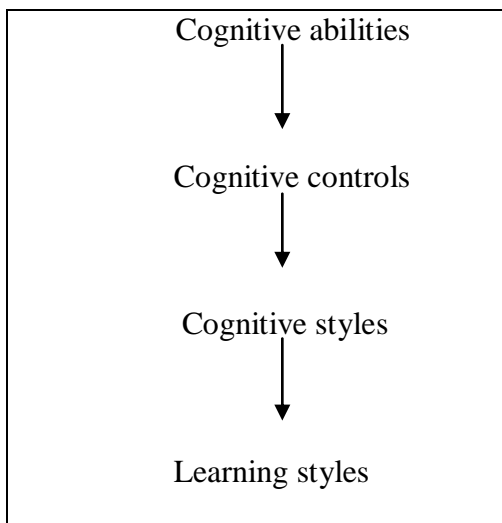 Cognitive abilities
Cognitive controls
Cognitive styles
Learning styles